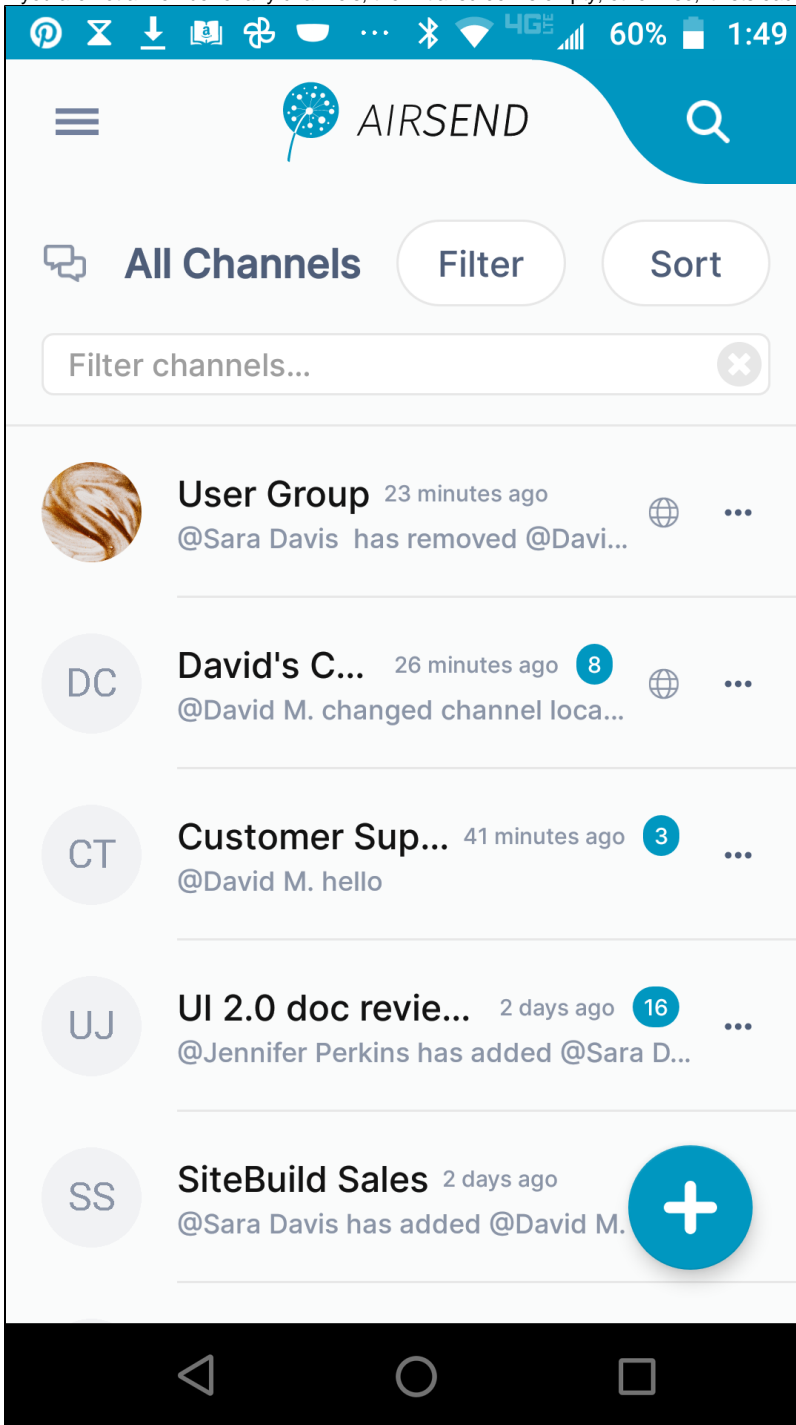 4GE 60% 1:49
AIRSEND
All Channels Filter Sort
Filter channels...
User Group 23 minutes ago
@Sara Davis has removed @Davi...
DC David's C... 26 minutes ago 8
@David M. changed channel loca...
CT Customer Sup... 41 minutes ago 3
@David M. hello
UJ UI 2.0 doc revie... 2 days ago 16
@Jennifer Perkins has added @Sara D...
SS SiteBuild Sales 2 days ago
@Sara Davis has added @David M.